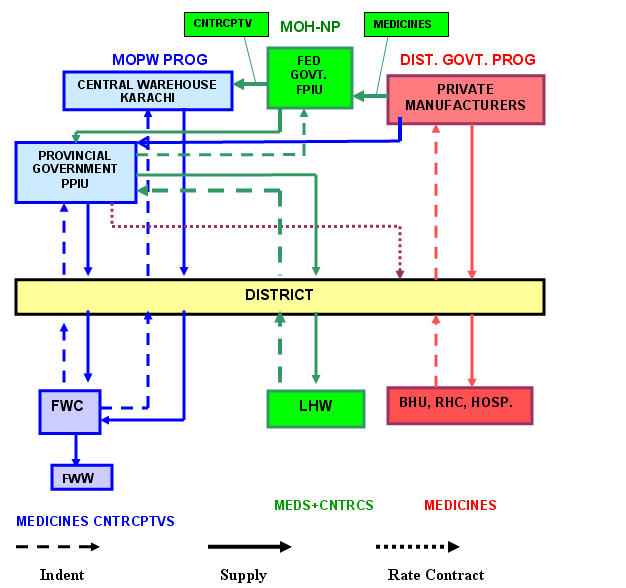 CNTRCPTV
MOH-NP
MEDICINES
MOPW PROG
FED
GOVT.
FPIU
DIST. GOVT. PROG
CENTRAL WAREHOUSE
KARACHI
PRIVATE
MANUFACTURERS
PROVINCIAL
GOVERNMENT
PPIU
DISTRICT
FWC
LHW
BHU, RHC, HOSP.
FWW
MEDS+CNTRCS
MEDICINES
MEDICINES CNTRCPTVS
Indent
Supply
Rate Contract